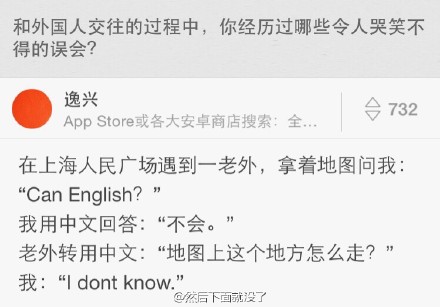 和外国人交往的过程中，你经历过哪些令人哭笑不
得的误会？
逸兴
App Store或各大安卓商店搜索：全...
732
在上海人民广场遇到一老外，拿着地图问我：
“Can English？”
我用中文回答：“不会。”
老外转用中文：“地图上这个地方怎么走？”
我：“I dont know.”
@然后下面就没了